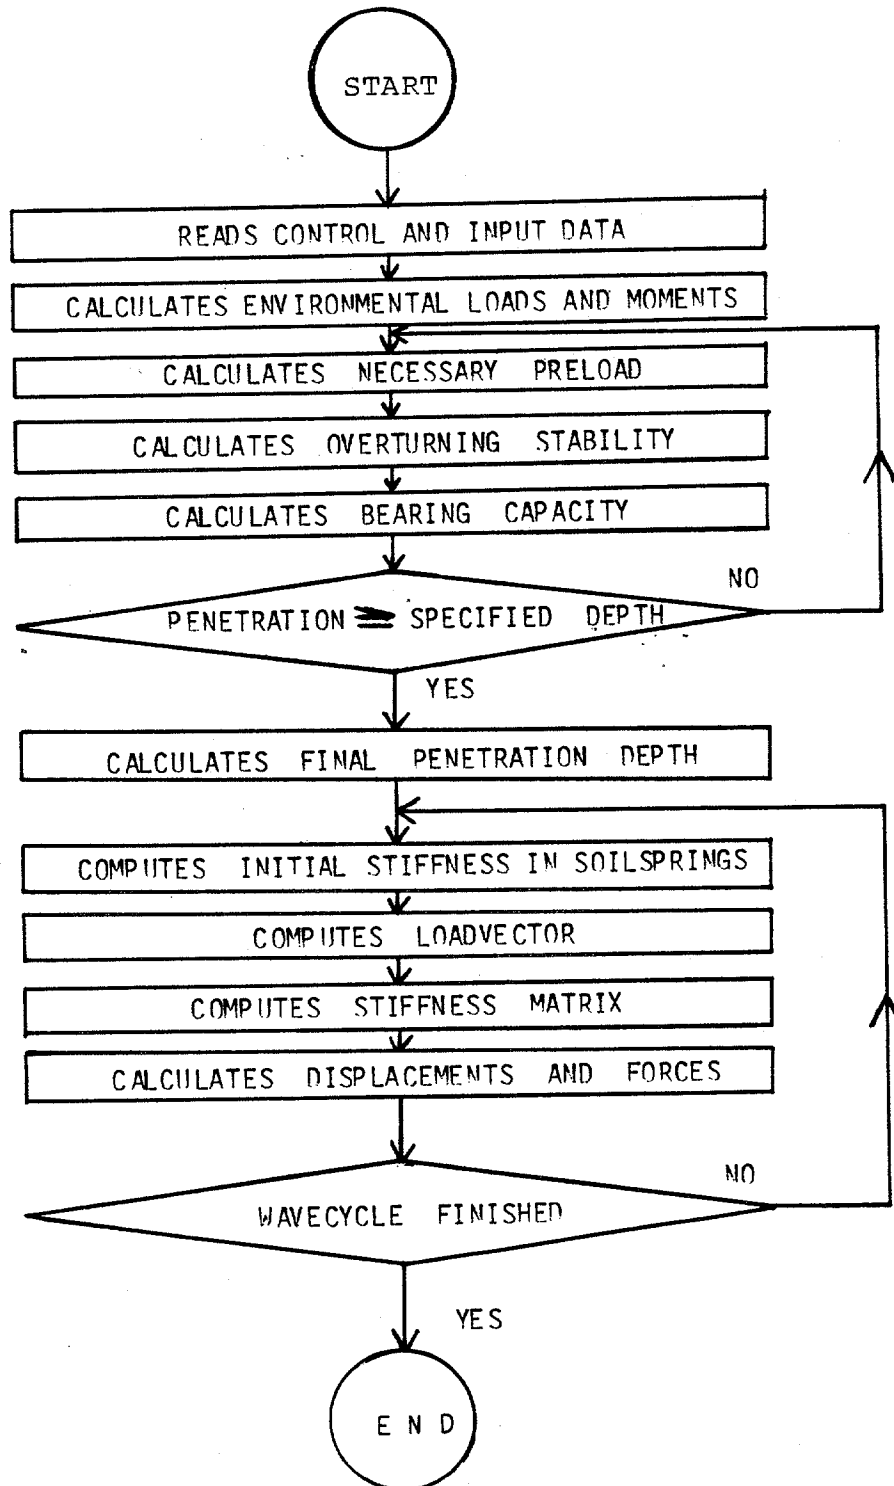 START
READS CONTROL AND INPUT DATA
CALCULATES ENVIRONMENTAL LOADS AND MOMENTS
CALCULATES NECESSARY PRELOAD
CALCULATES OVERTURNING STABILITY
CALCULATES BEARING CAPACITY
NO
PENETRATION ≥ SPECIFIED DEPTH
YES
CALCULATES FINAL PENETRATION DEPTH
COMPUTES INITIAL STIFFNESS IN SOILSPRINGS
COMPUTES LOADVECTOR
COMPUTES STIFFNESS MATRIX
CALCULATES DISPLACEMENTS AND FORCES
NO
WAVECYCLE FINISHED
YES
END